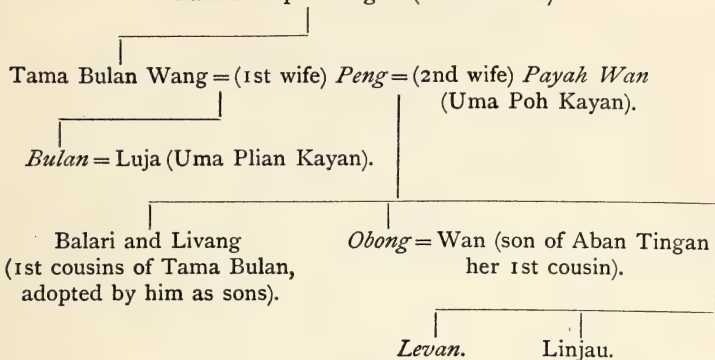 Tama Bulan Wang = (1st wife) Peng = (2nd wife) Payah Wan
(Uma Poh Kayan).
Bulan = Luja (Uma Plian Kayan).
Balari and Livang
(1st cousins of Tama Bulan,
adopted by him as sons).
Obong = Wan (son of Aban Tingan
her 1st cousin).
Levan. Linjau.